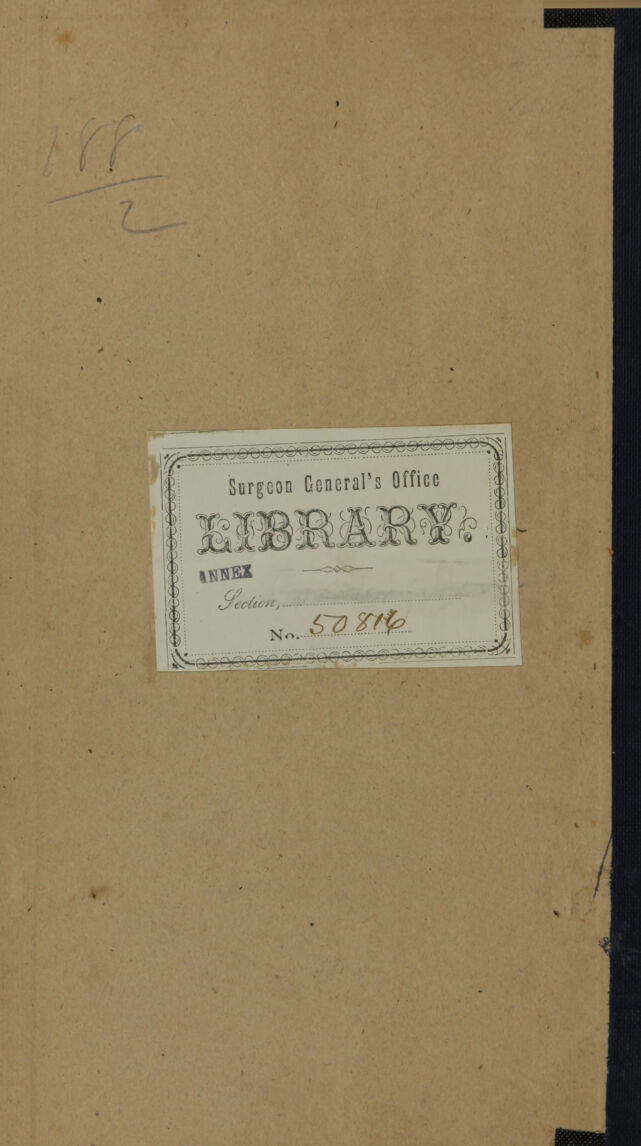 188
2
Surgeon General's Office
LIBRARY.
ANNEX
Section,
No. 50816